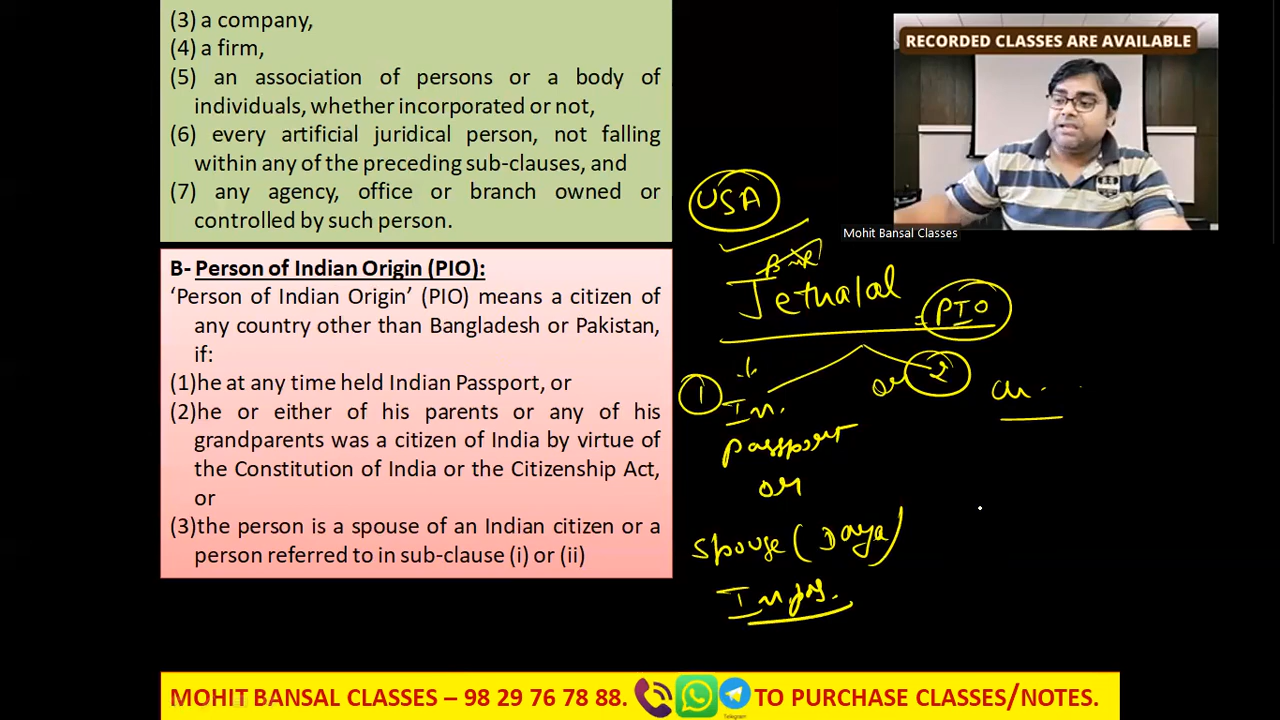 (3) a company,
(4) a firm,
(5) an association of persons or a body of
individuals, whether incorporated or not,
(6) every artificial juridical person, not falling
within any of the preceding sub-clauses, and
(7) any agency, office or branch owned or
controlled by such person.
B- Person of Indian Origin (PIO):
‘Person of Indian Origin’ (PIO) means a citizen of
any country other than Bangladesh or Pakistan,
if:
(1)he at any time held Indian Passport, or
(2)he or either of his parents or any of his
grandparents was a citizen of India by virtue of
the Constitution of India or the Citizenship Act,
or
(3)the person is a spouse of an Indian citizen or a
person referred to in sub-clause (i) or (ii)
RECORDED CLASSES ARE AVAILABLE
Mohit Bansal Classes
USA
Jethalal
= PIO
1 In. or 2
passport
or
Spouse (Daya)
MOHIT BANSAL CLASSES – 98 29 76 78 88. TO PURCHASE CLASSES/NOTES.
Telegram